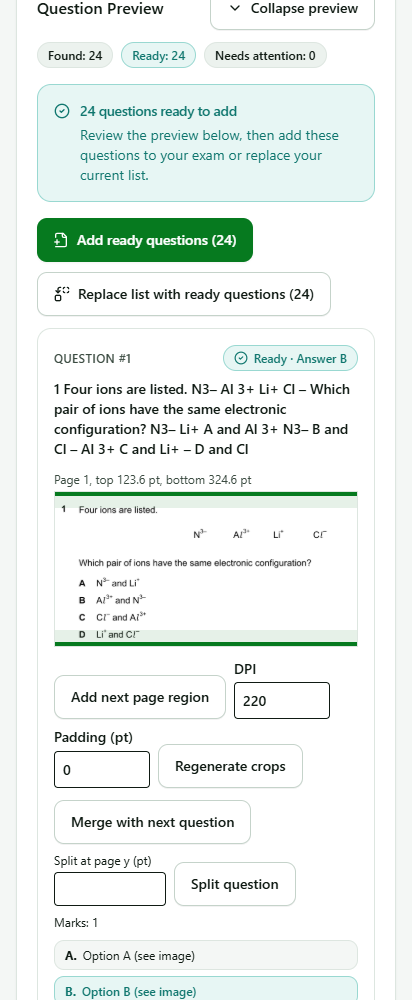 Question Preview
Collapse preview
Found: 24
Ready: 24
Needs attention: 0
24 questions ready to add
Review the preview below, then add these
questions to your exam or replace your
current list.
Add ready questions (24)
Replace list with ready questions (24)
QUESTION #1
Ready · Answer B
1 Four ions are listed. N3– Al 3+ Li+ Cl – Which
pair of ions have the same electronic
configuration? N3– Li+ A and Al 3+ N3– B and
Cl – Al 3+ C and Li+ – D and Cl
Page 1, top 123.6 pt, bottom 324.6 pt
1 Four ions are listed.
N³⁻ Al³⁺ Li⁺ Cl⁻
Which pair of ions have the same electronic configuration?
A N³⁻ and Li⁺
B Al³⁺ and N³⁻
C Cl⁻ and Al³⁺
D Li⁺ and Cl⁻
Add next page region
DPI
220
Padding (pt)
0
Regenerate crops
Merge with next question
Split at page y (pt)
Split question
Marks: 1
A. Option A (see image)
B. Option B (see image)